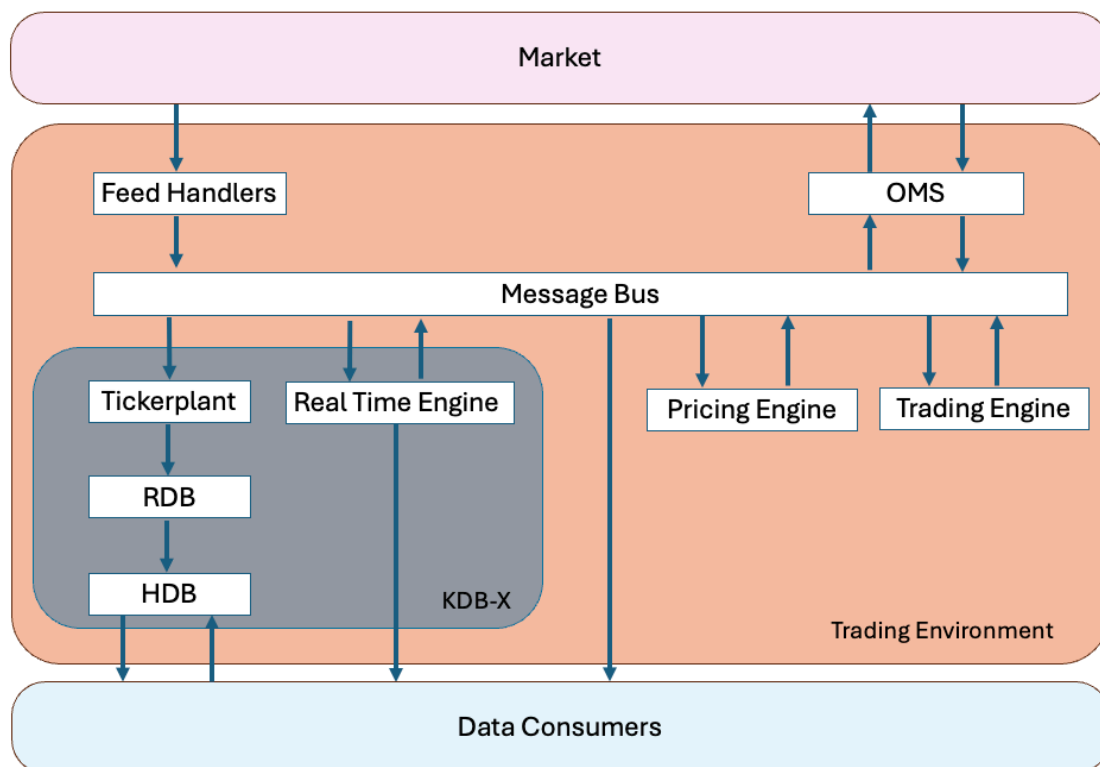 Market
Feed Handlers
OMS
Message Bus
Tickerplant
Real Time Engine
Pricing Engine
Trading Engine
RDB
HDB
KDB-X
Trading Environment
Data Consumers